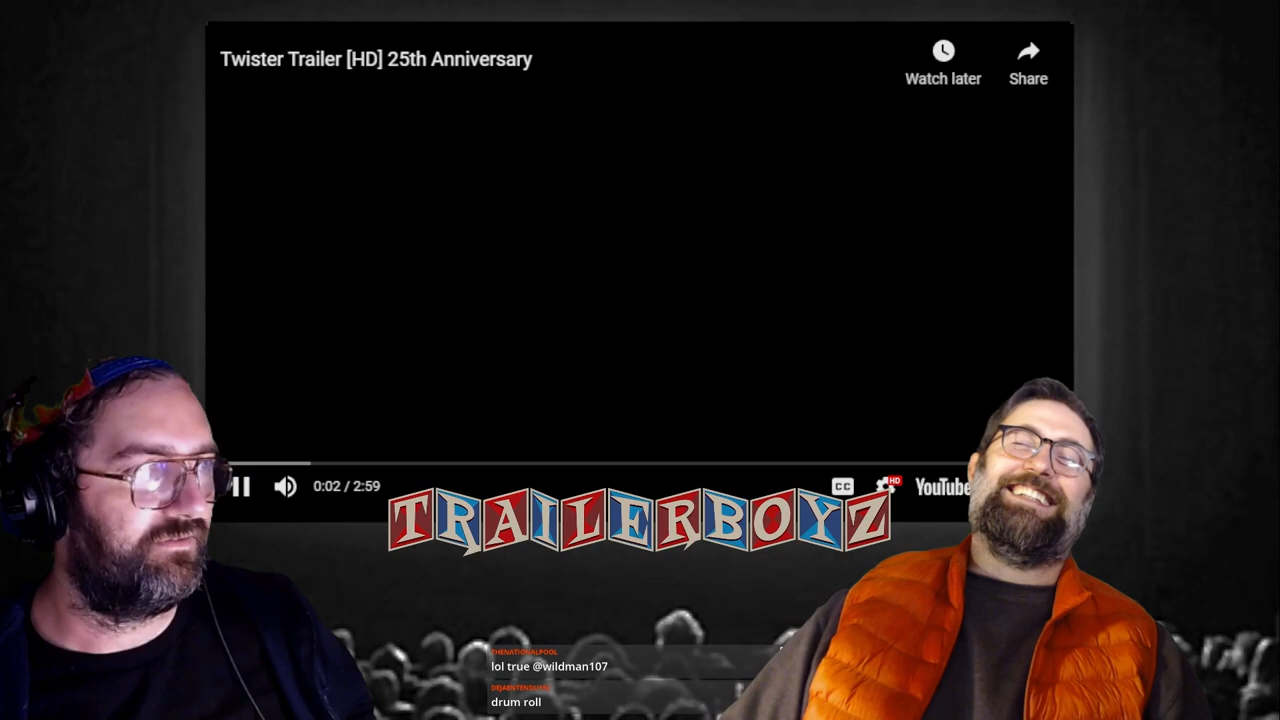 Twister Trailer [HD] 25th Anniversary
Watch later
Share
0:02 / 2:59
CC
HD
YouTube
TRAILERBOYZ
THENATIONALPOOL
lol true @wildman107
drum roll